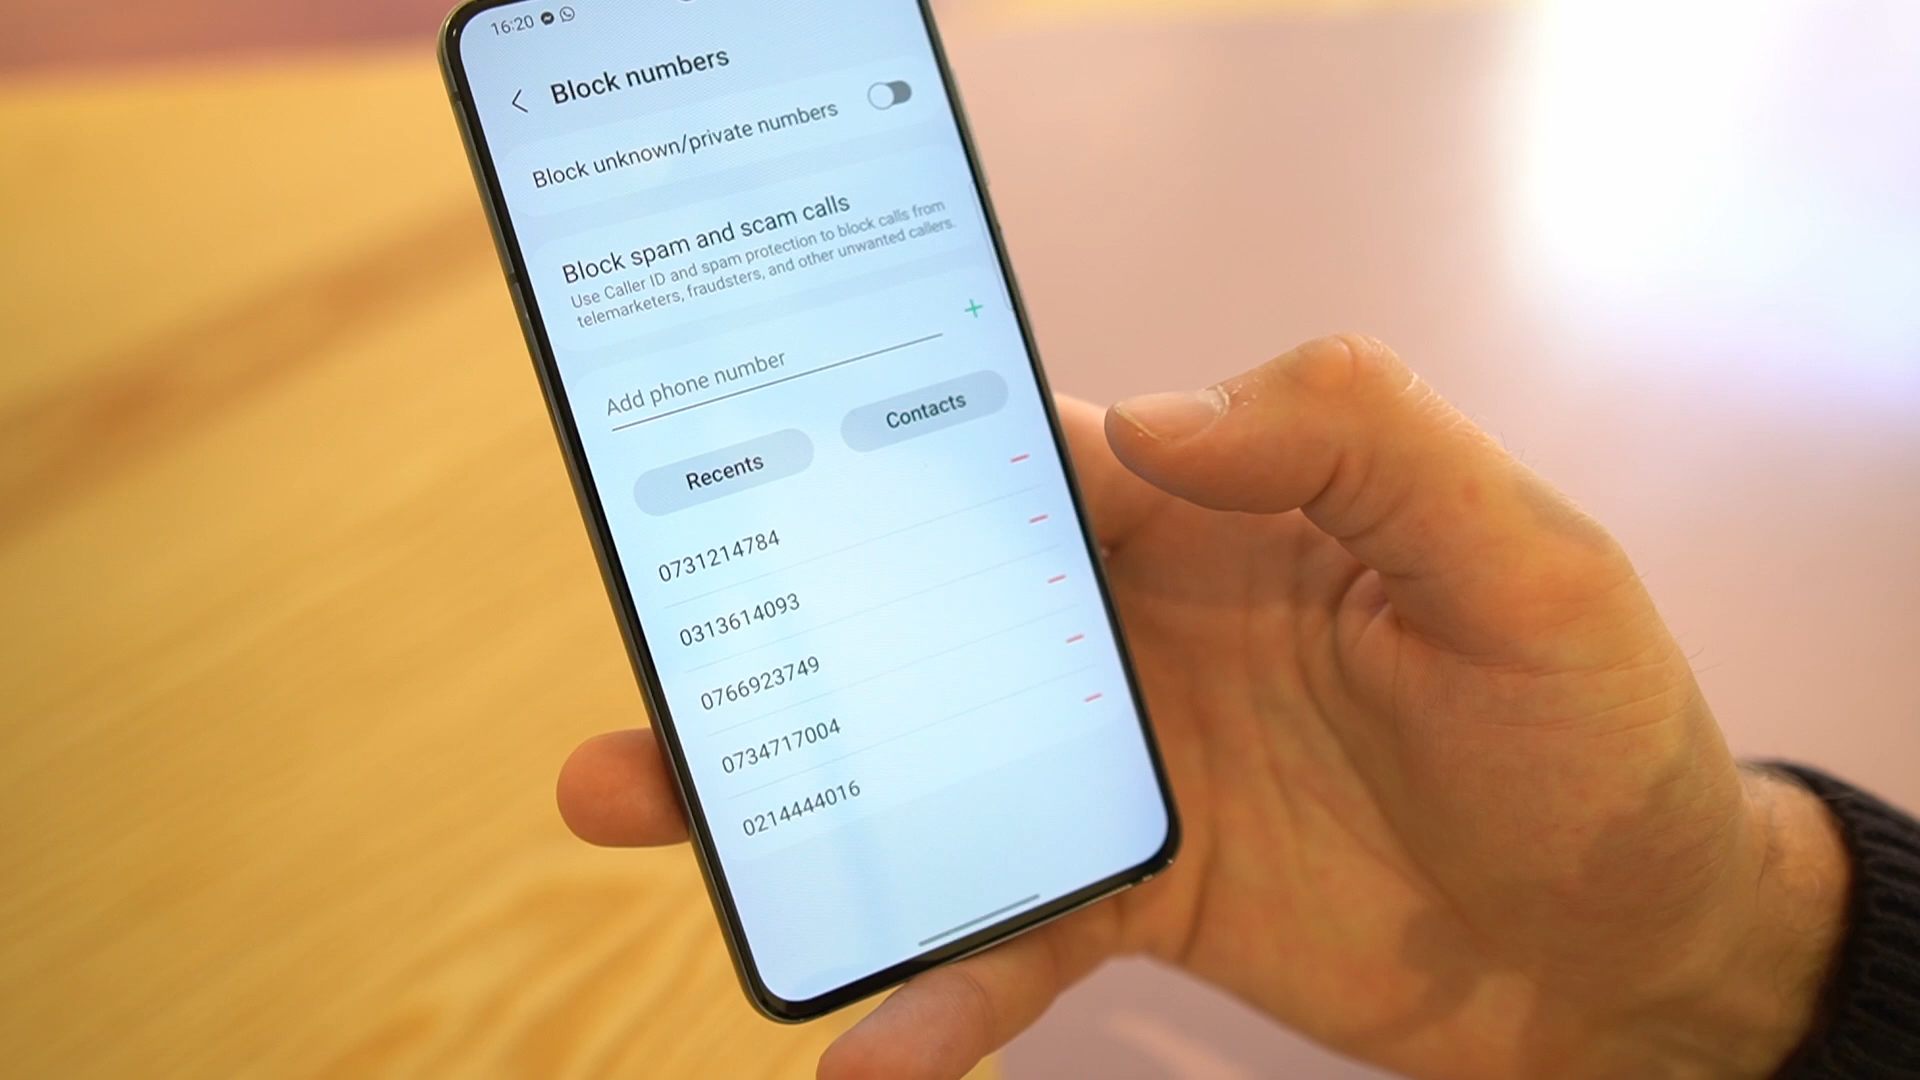 16:20
Block numbers
Block unknown/private numbers
Block spam and scam calls
Use Caller ID and spam protection to block calls from
telemarketers, fraudsters, and other unwanted callers.
Add phone number
Recents
Contacts
0731214784
0313614093
0766923749
0734717004
0214444016